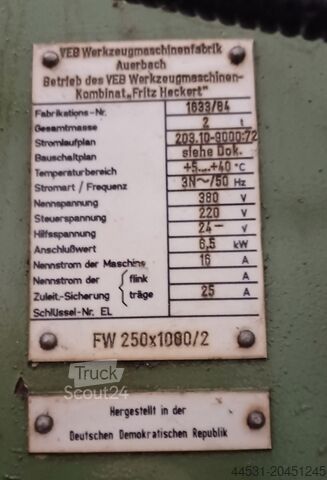 VEB Werkzeugmaschinenfabrik
Auerbach
Betrieb des VEB Werkzeugmaschinen-
Kombinat „Fritz Heckert"
Fabrikations-Nr. 1633/84
Gesamtmasse 2 t
Stromlaufplan 203.10-9000:72
Bauschaltplan siehe Dok.
Temperaturbereich +5...+40 °C
Stromart / Frequenz 3N~/50 Hz
Nennspannung 380 V
Steuerspannung 220 V
Hilfsspannung 24- V
Anschlußwert 6,5 kW
Nennstrom der Maschine 16 A
Nennstrom der flink A
Zuleit.-Sicherung träge 25 A
Schlüssel-Nr. EL
FW 250x1000/2
Truck
Scout24
Hergestellt in der
Deutschen Demokratischen Republik
44531-20451245